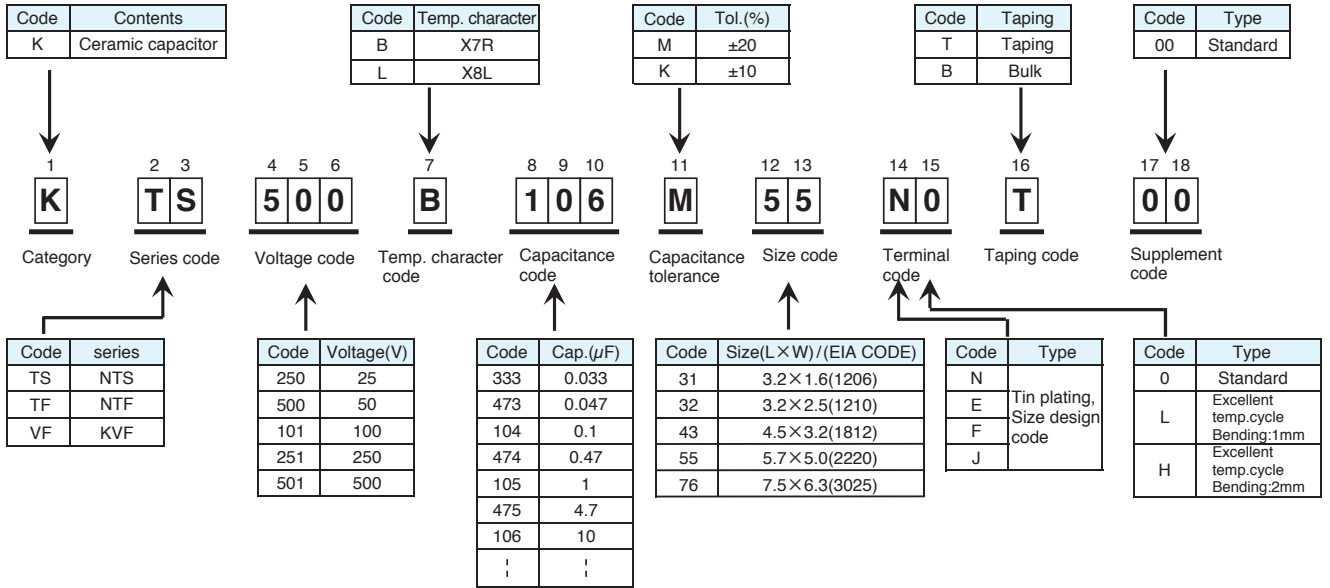 Code Contents
K Ceramic capacitor
Code Temp. character
B X7R
L X8L
Code Tol.(%)
M ±20
K ±10
Code Taping
T Taping
B Bulk
Code Type
00 Standard
1 2 3 4 5 6 7 8 9 10 11 12 13 14 15 16 17 18
K T S 5 0 0 B 1 0 6 M 5 5 N 0 T 0 0
Category
Series code
Voltage code
Temp. character
code
Capacitance
code
Capacitance
tolerance
Size code
Terminal
code
Taping code
Supplement
code
Code series
TS NTS
TF NTF
VF KVF
Code Voltage(V)
250 25
500 50
101 100
251 250
501 500
Code Cap.(μF)
333 0.033
473 0.047
104 0.1
474 0.47
105 1
475 4.7
106 10
Code Size(L×W)/(EIA CODE)
31 3.2×1.6(1206)
32 3.2×2.5(1210)
43 4.5×3.2(1812)
55 5.7×5.0(2220)
76 7.5×6.3(3025)
Code Type
N
E
F
J
Tin plating,
Size design
code
Code Type
0 Standard
L
Excellent
temp.cycle
Bending:1mm
H
Excellent
temp.cycle
Bending:2mm